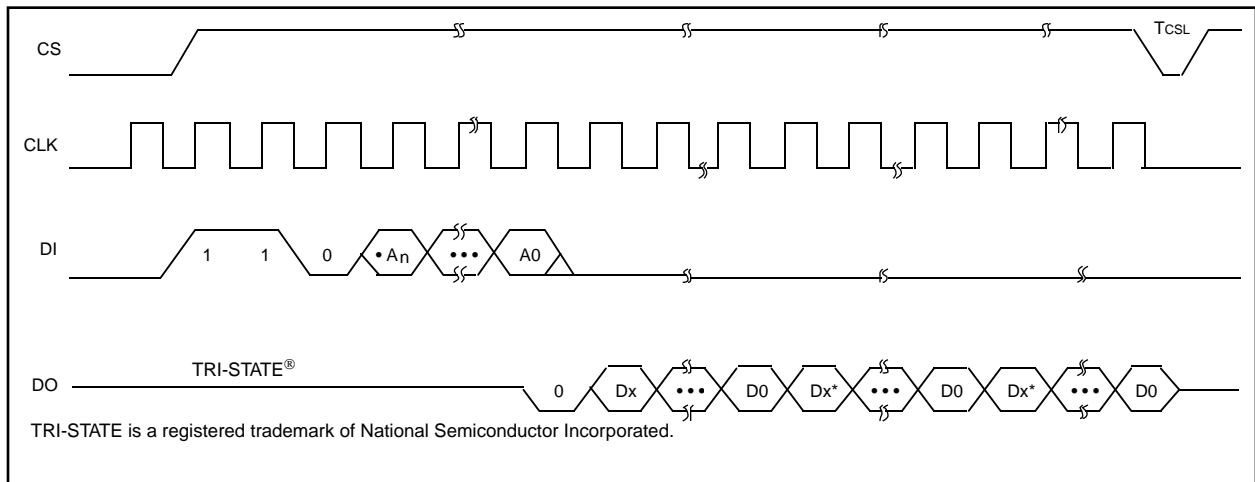 CS
TCSL
CLK
DI
1 1 0 •An ••• A0
TRI-STATE®
DO
0 Dx ••• D0 Dx* ••• D0 Dx* ••• D0
TRI-STATE is a registered trademark of National Semiconductor Incorporated.